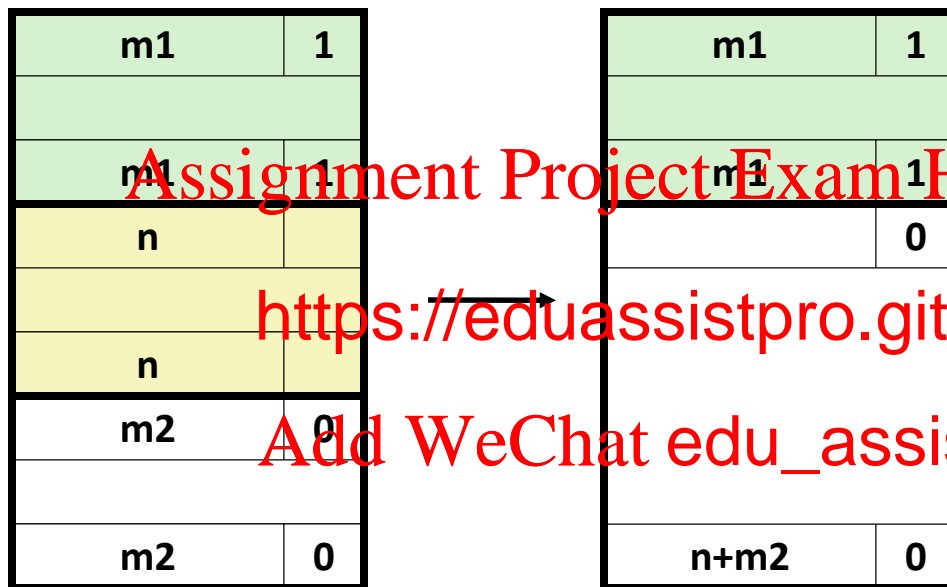 m1 1 m1 1
m1 1 m1 1
Assignment Project Exam H
n 0
https://eduassistpro.git
n
m2 0
Add WeChat edu_assis
m2 0 n+m2 0